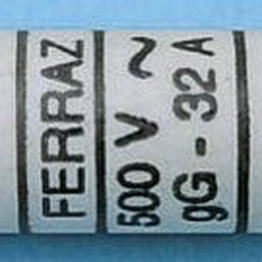 FERRAZ
500 V ~
gG - 32 A